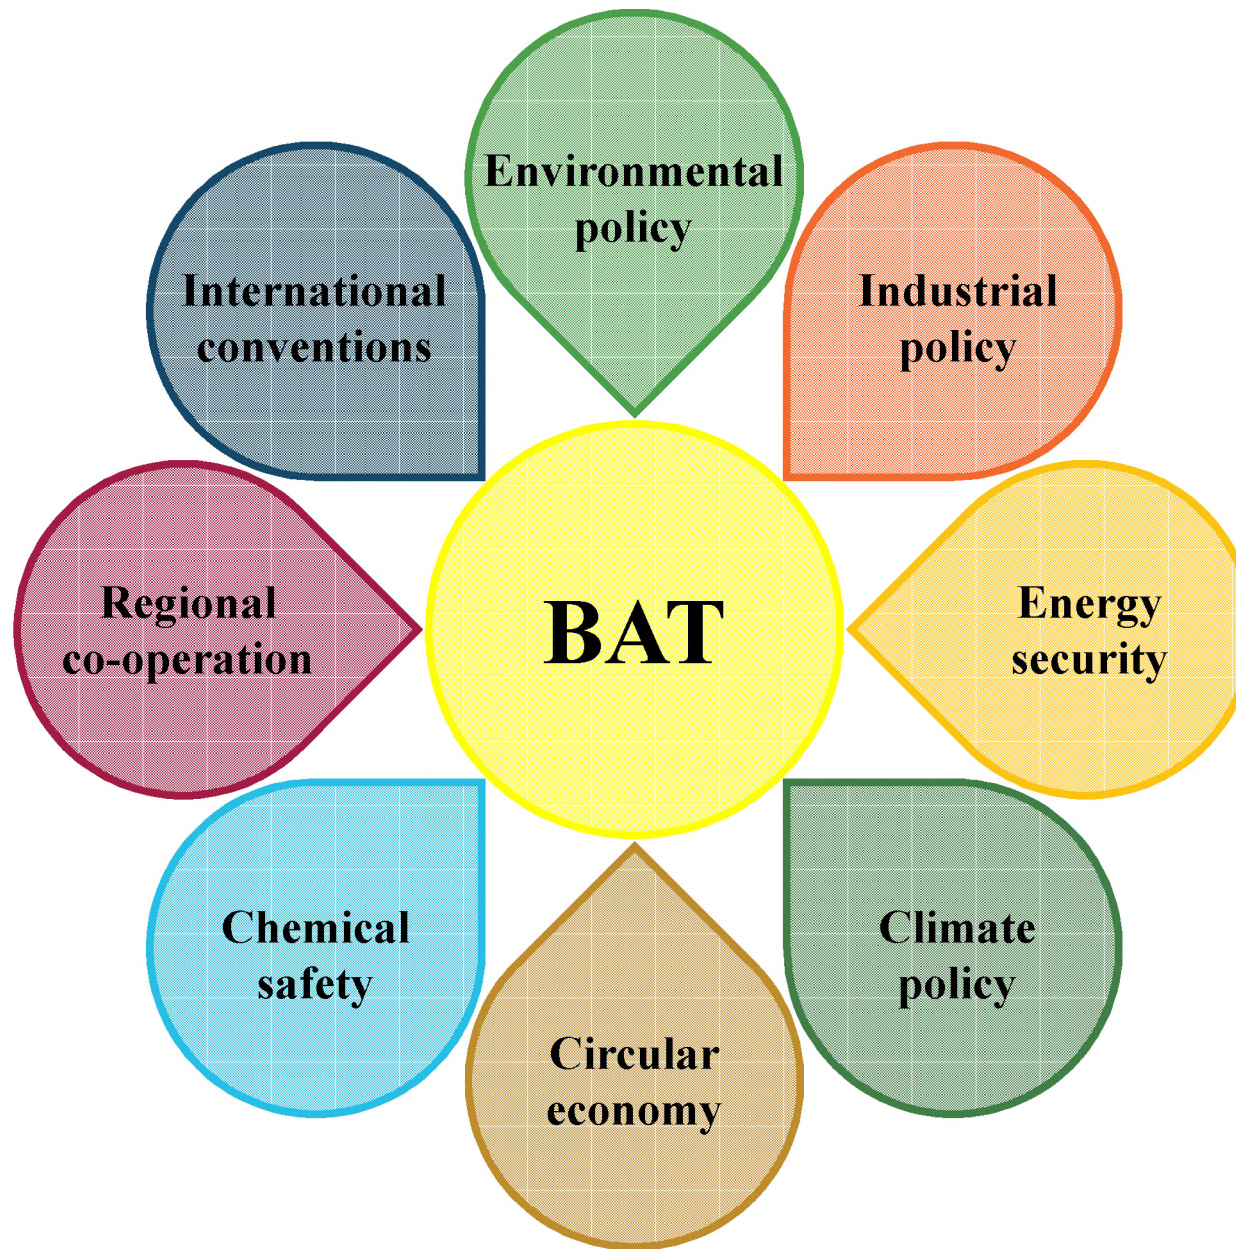 Environmental
policy
Industrial
policy
Energy
security
Climate
policy
Circular
economy
Chemical
safety
Regional
co-operation
International
conventions
BAT